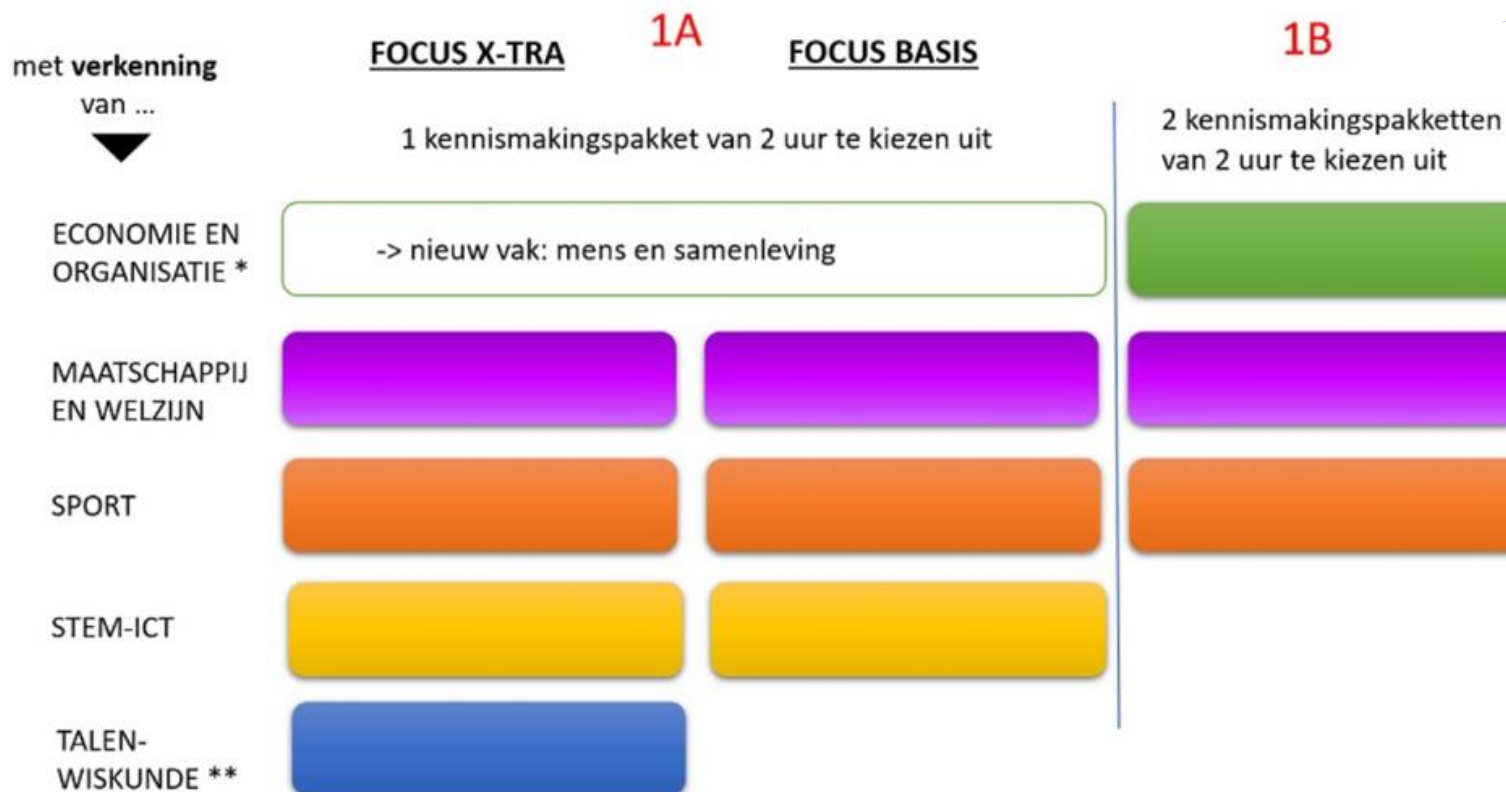 1A
1B
FOCUS X-TRA
FOCUS BASIS
met verkenning
van ...
1 kennismakingspakket van 2 uur te kiezen uit
2 kennismakingspakketten
van 2 uur te kiezen uit
ECONOMIE EN
ORGANISATIE *
-> nieuw vak: mens en samenleving
MAATSCHAPPIJ
EN WELZIJN
SPORT
STEM-ICT
TALEN-
WISKUNDE **